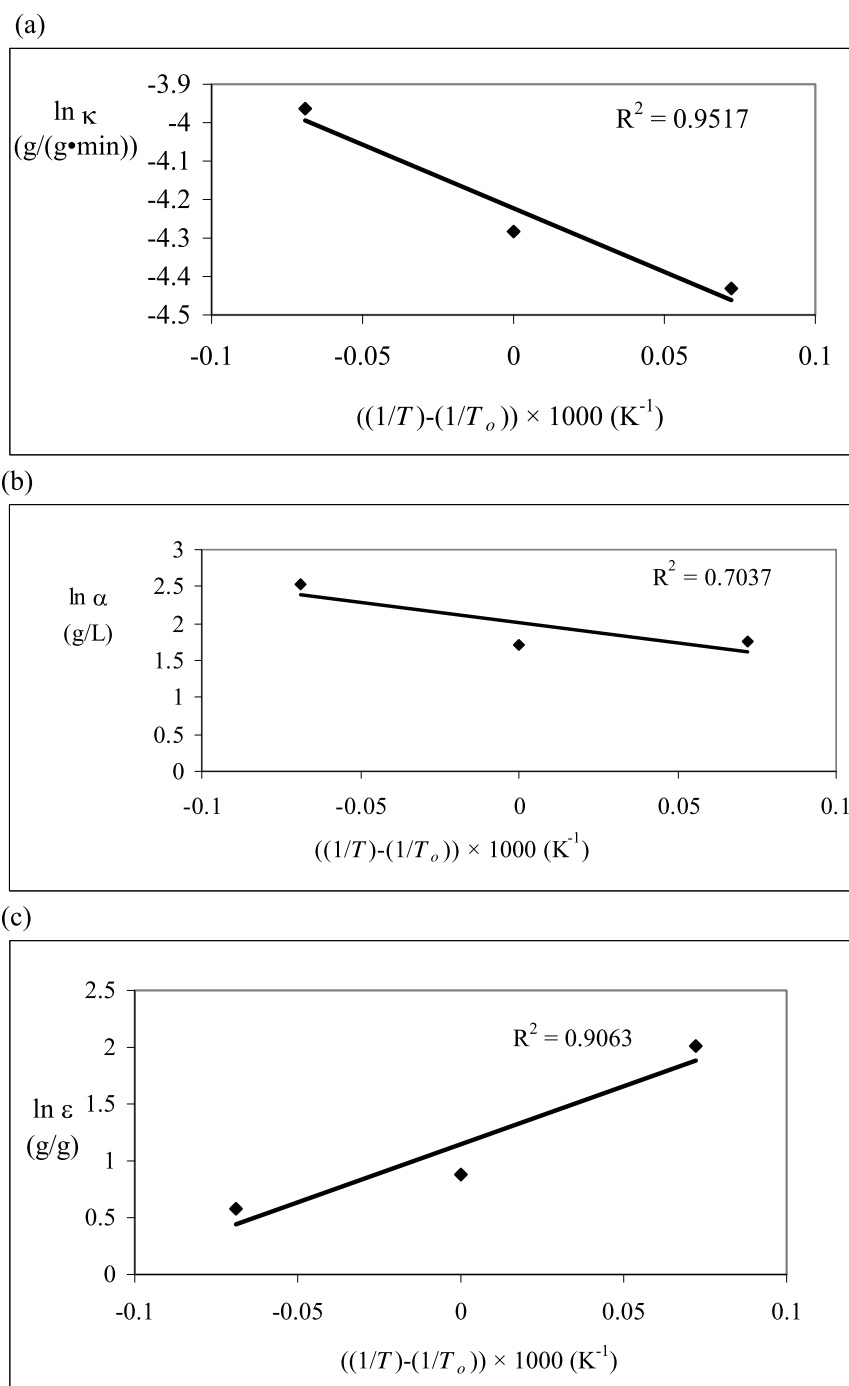 (a)
ln κ
(g/(g•min))
R² = 0.9517
-3.9
-4
-4.1
-4.2
-4.3
-4.4
-4.5
-0.1 -0.05 0 0.05 0.1
((1/T)-(1/Tₒ)) × 1000 (K⁻¹)
(b)
ln α
(g/L)
R² = 0.7037
3
2.5
2
1.5
1
0.5
0
-0.1 -0.05 0 0.05 0.1
((1/T)-(1/Tₒ)) × 1000 (K⁻¹)
(c)
ln ε
(g/g)
R² = 0.9063
2.5
2
1.5
1
0.5
0
-0.1 -0.05 0 0.05 0.1
((1/T)-(1/Tₒ)) × 1000 (K⁻¹)